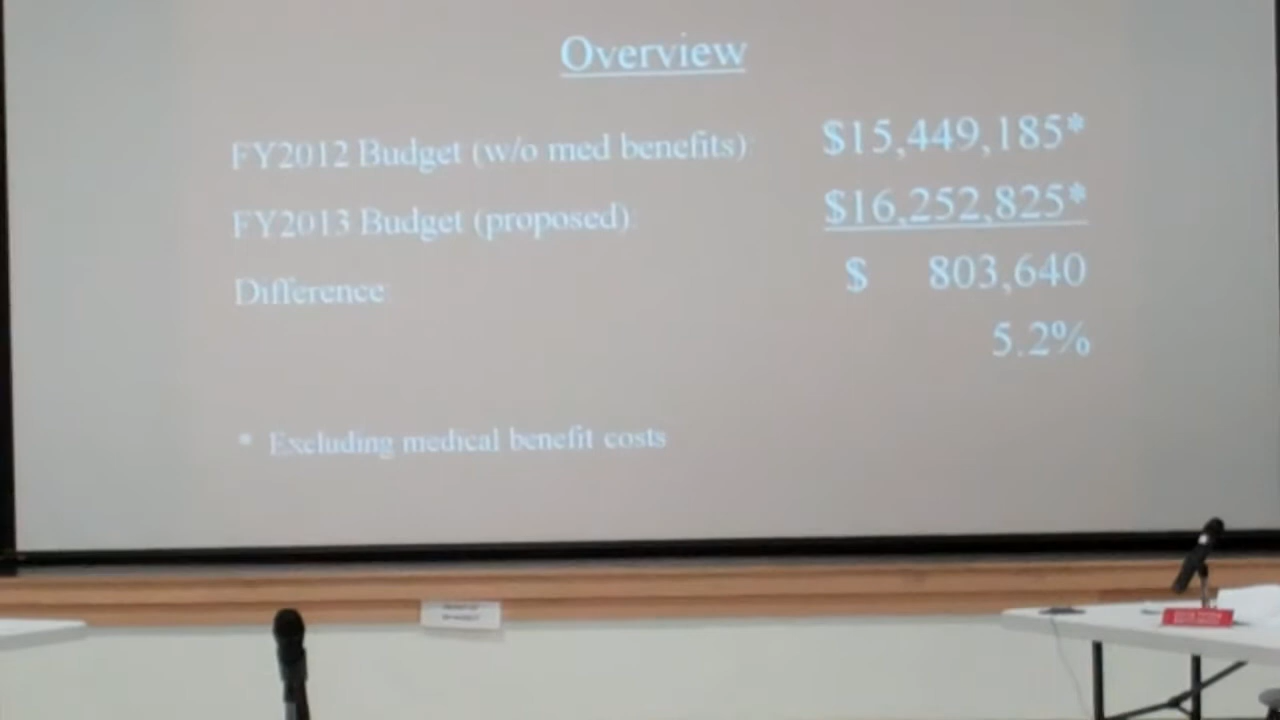 Overview
FY2012 Budget (w/o med benefits): $15,449,185*
FY2013 Budget (proposed): $16,252,825*
Difference: $ 803,640
5.2%
* Excluding medical benefit costs